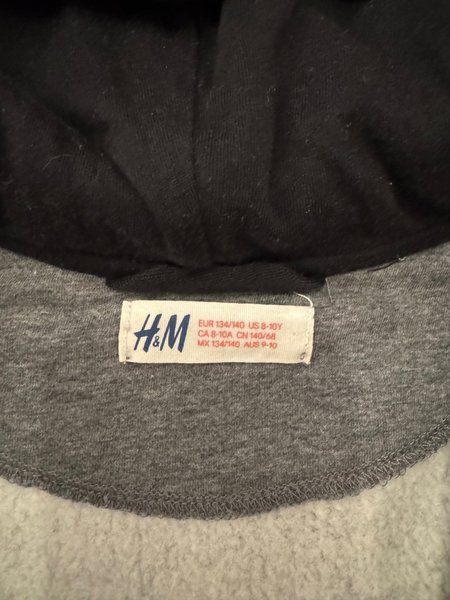 H&M
EUR 134/140 US 8-10Y
CA 8-10A CN 140/68
MX 134/140 AUS 9-10